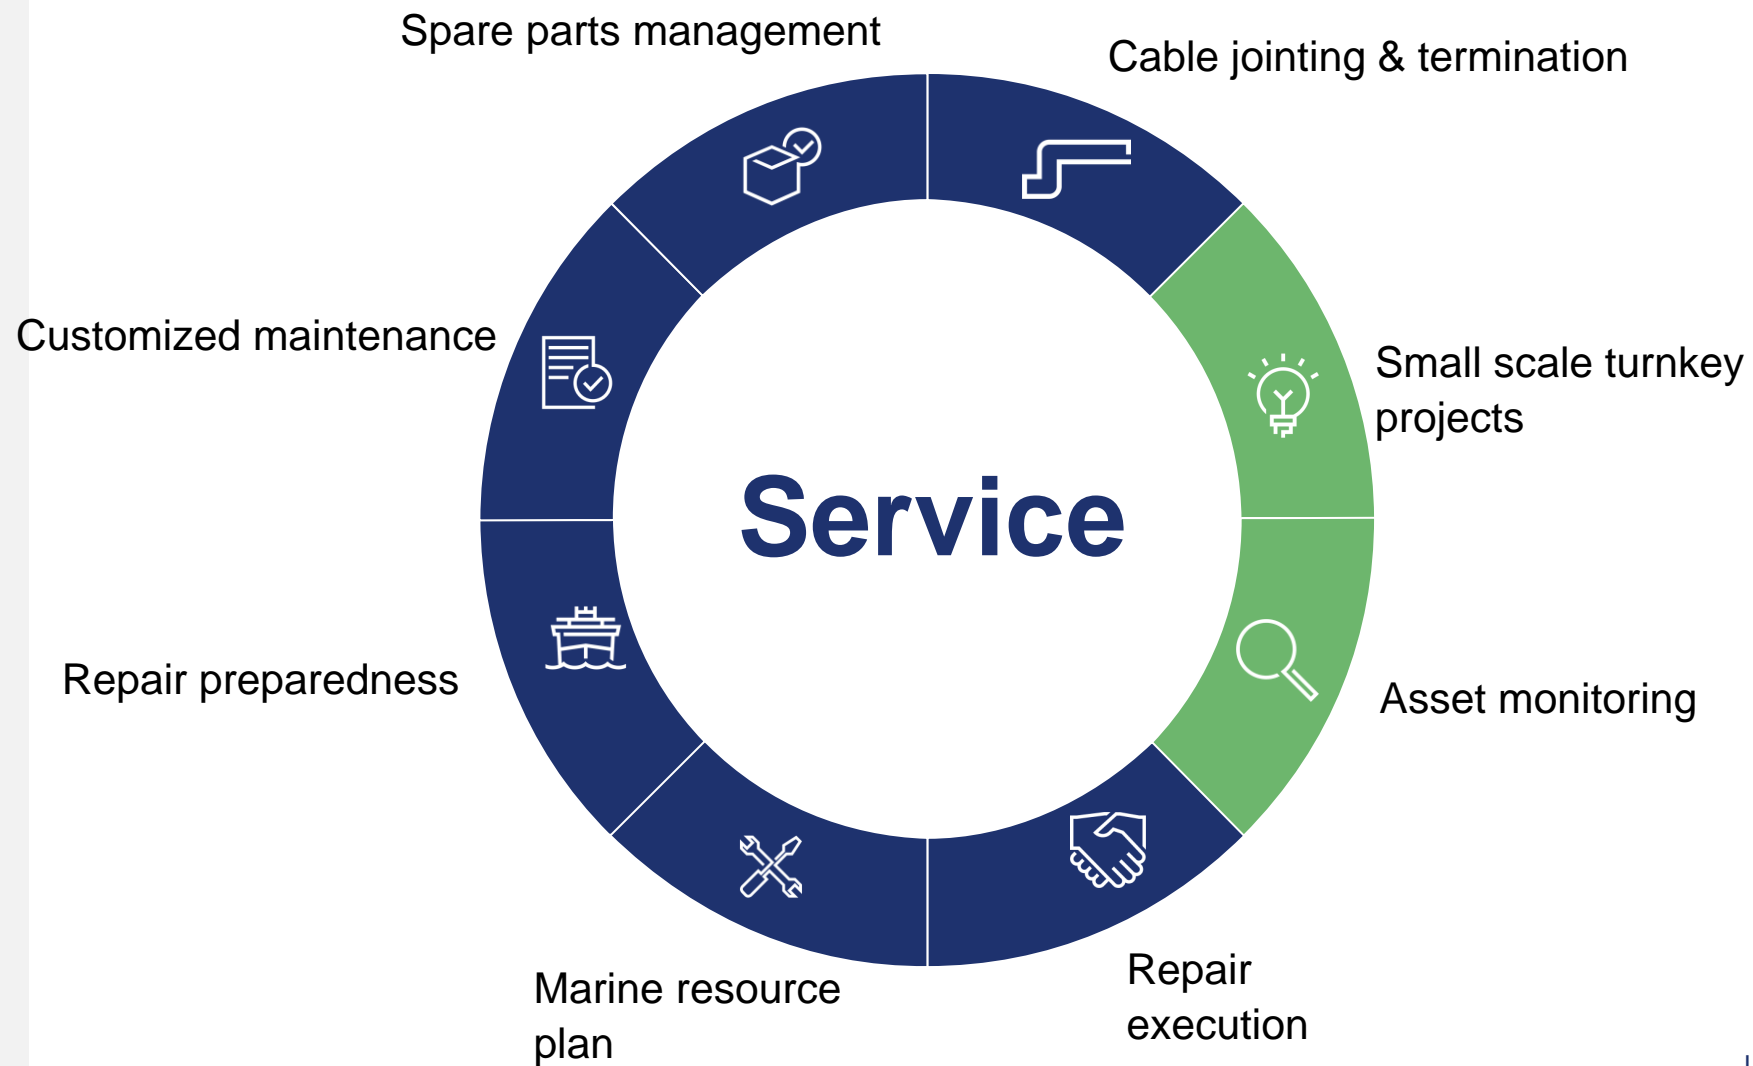 Spare parts management
Cable jointing & termination
Customized maintenance
Small scale turnkey
projects
Service
Repair preparedness
Asset monitoring
Marine resource
plan
Repair
execution